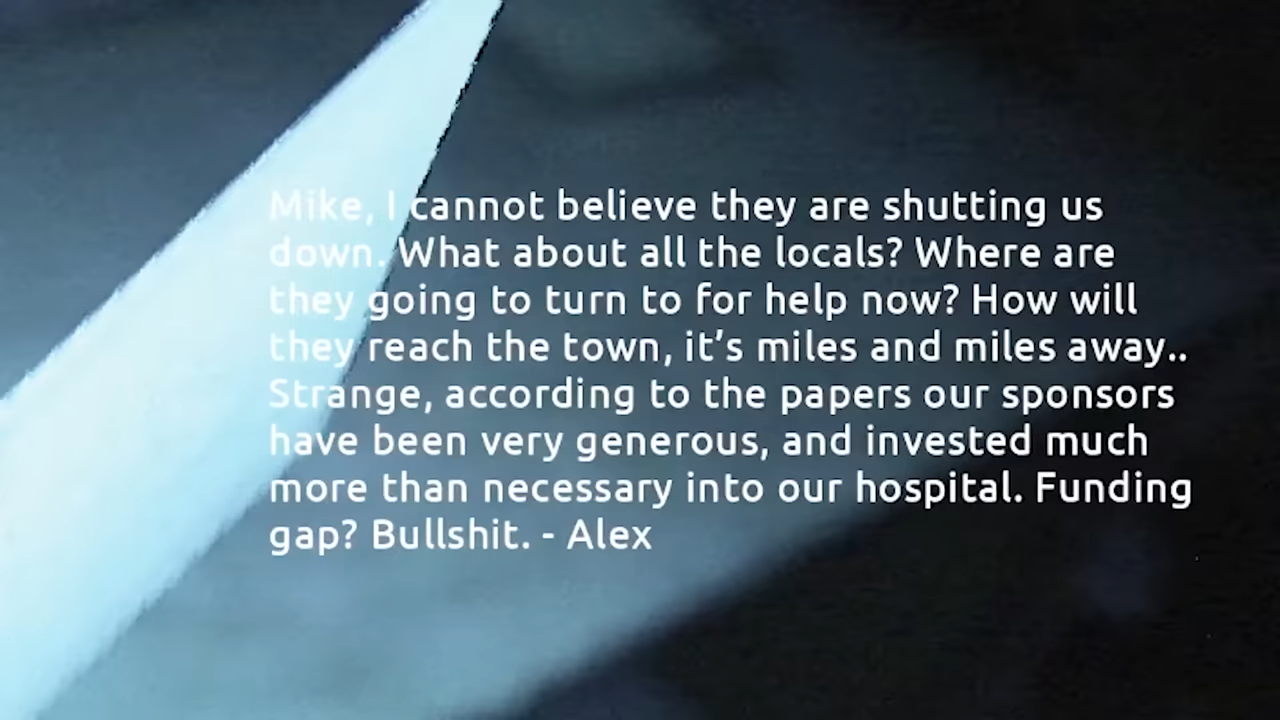 Mike, I cannot believe they are shutting us
down. What about all the locals? Where are
they going to turn to for help now? How will
they reach the town, it’s miles and miles away..
Strange, according to the papers our sponsors
have been very generous, and invested much
more than necessary into our hospital. Funding
gap? Bullshit. - Alex